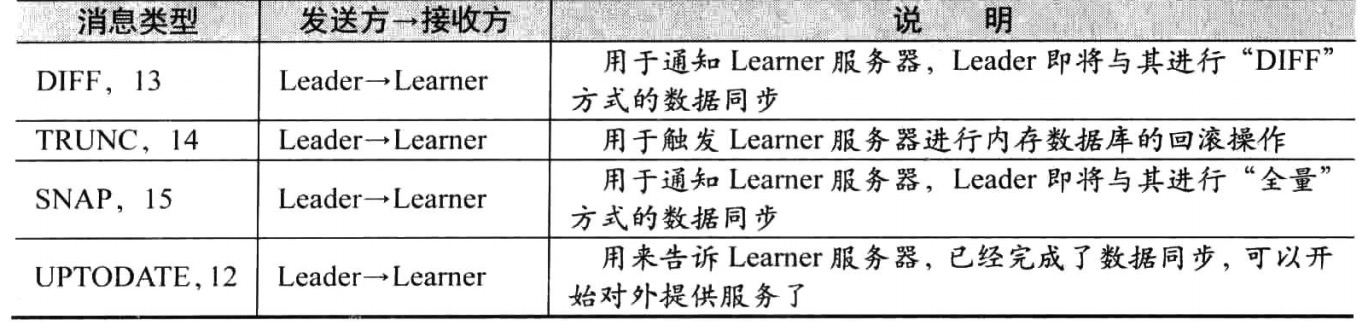 消息类型 发送方→接收方 说 明
DIFF, 13 Leader→Learner 用于通知 Learner 服务器, Leader 即将与其进行“DIFF”
方式的数据同步
TRUNC, 14 Leader→Learner 用于触发 Learner 服务器进行内存数据库的回滚操作
SNAP, 15 Leader→Learner 用于通知 Learner 服务器, Leader 即将与其进行“全量”
方式的数据同步
UPTODATE, 12 Leader→Learner 用来告诉 Learner 服务器, 已经完成了数据同步, 可以开
始对外提供服务了